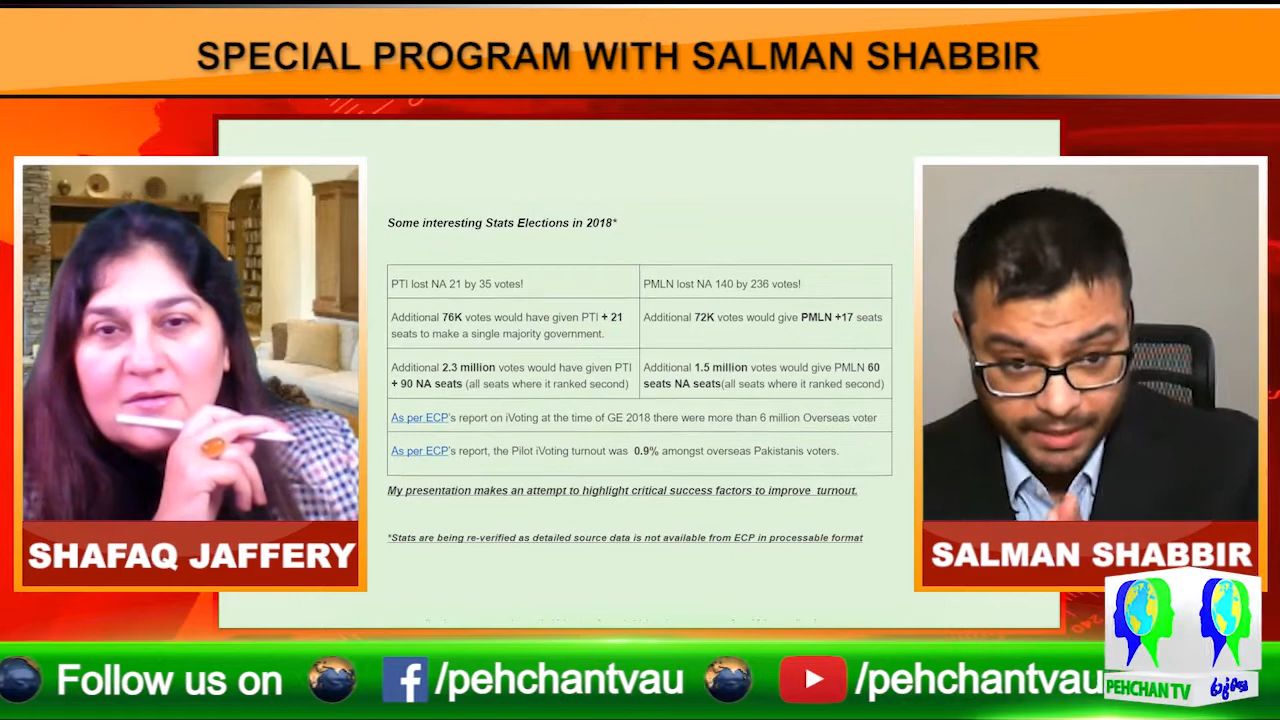 SPECIAL PROGRAM WITH SALMAN SHABBIR
Some interesting Stats Elections in 2018*
PTI lost NA 21 by 35 votes!
PMLN lost NA 140 by 236 votes!
Additional 76K votes would have given PTI + 21
seats to make a single majority government.
Additional 72K votes would give PMLN +17 seats
Additional 2.3 million votes would have given PTI
+ 90 NA seats (all seats where it ranked second)
Additional 1.5 million votes would give PMLN 60
seats NA seats(all seats where it ranked second)
As per ECP's report on iVoting at the time of GE 2018 there were more than 6 million Overseas voter
As per ECP's report, the Pilot iVoting turnout was 0.9% amongst overseas Pakistanis voters.
My presentation makes an attempt to highlight critical success factors to improve turnout.
*Stats are being re-verified as detailed source data is not available from ECP in processable format
SHAFAQ JAFFERY
SALMAN SHABBIR
240
Follow us on
f /pehchantvau
/pehchantvau
PEHCHAN TV